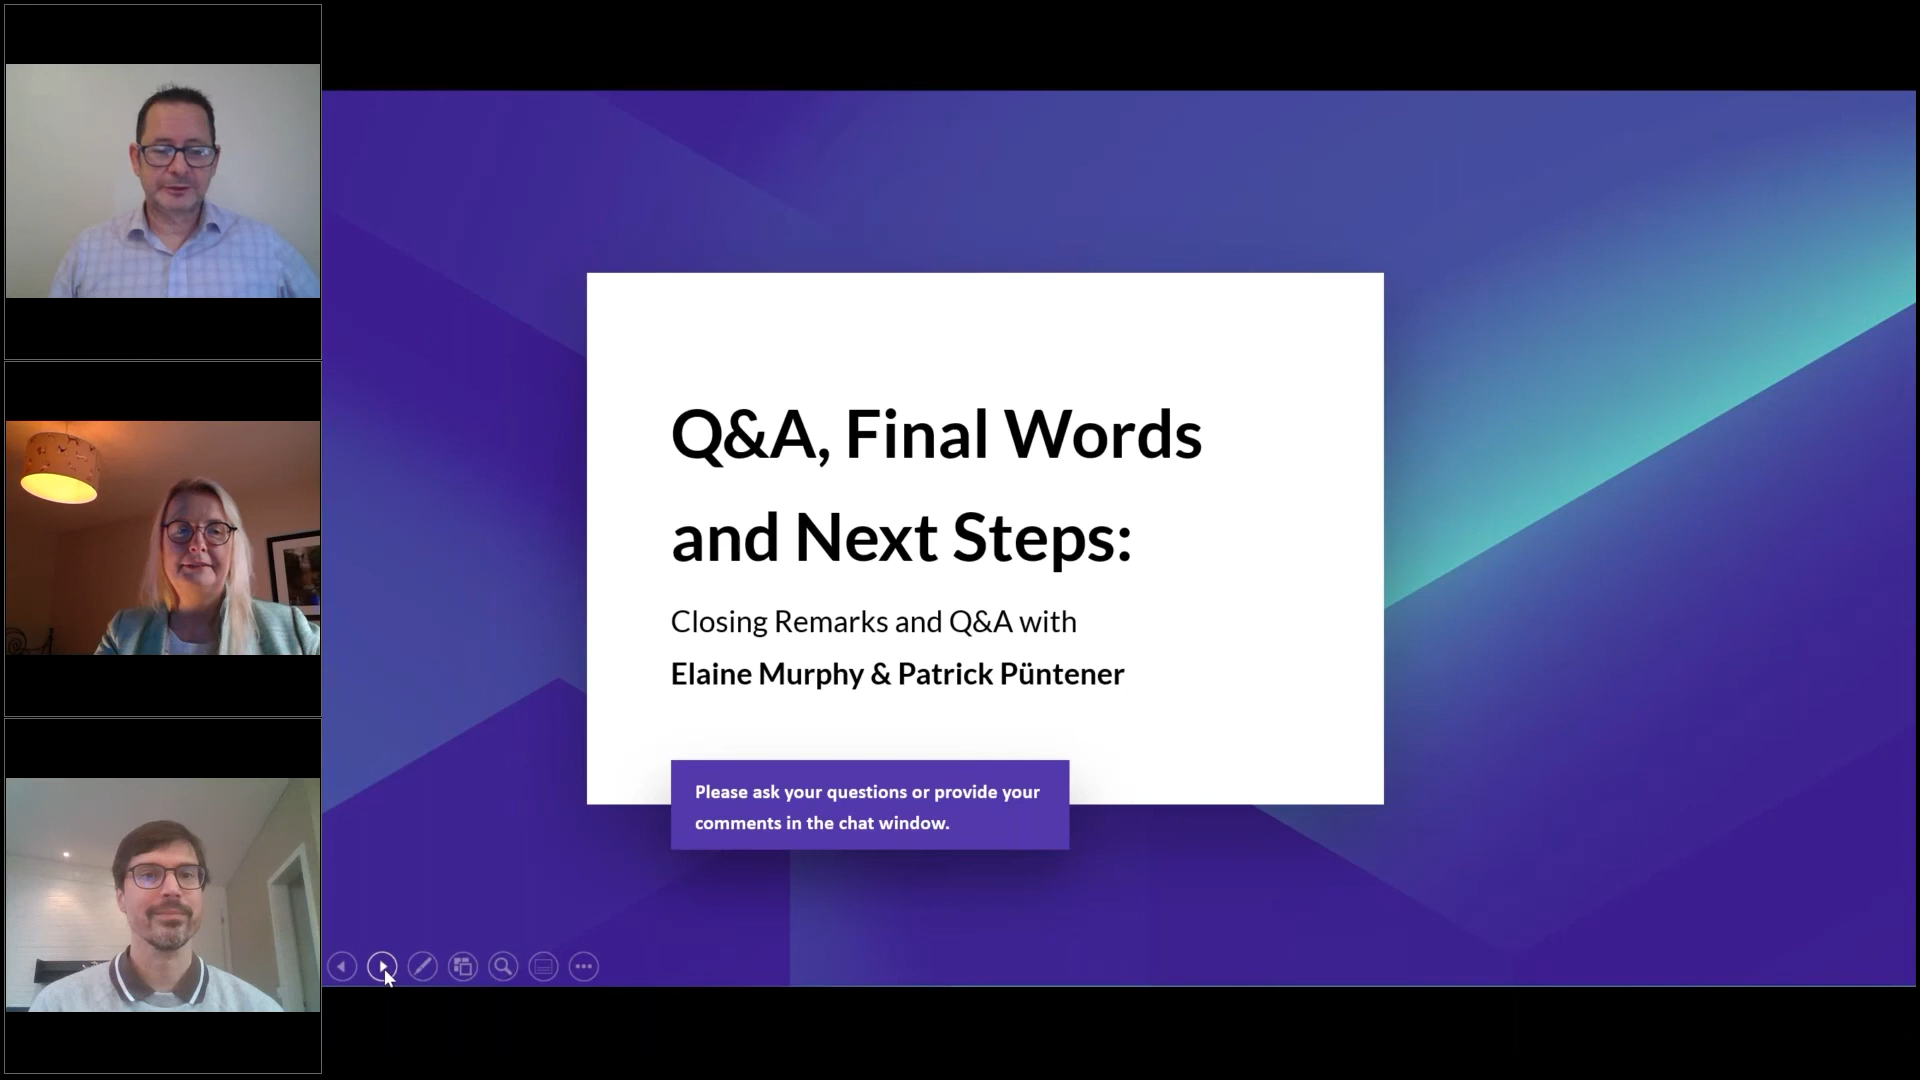 Q&A, Final Words
and Next Steps:
Closing Remarks and Q&A with
Elaine Murphy & Patrick Püntener
Please ask your questions or provide your
comments in the chat window.